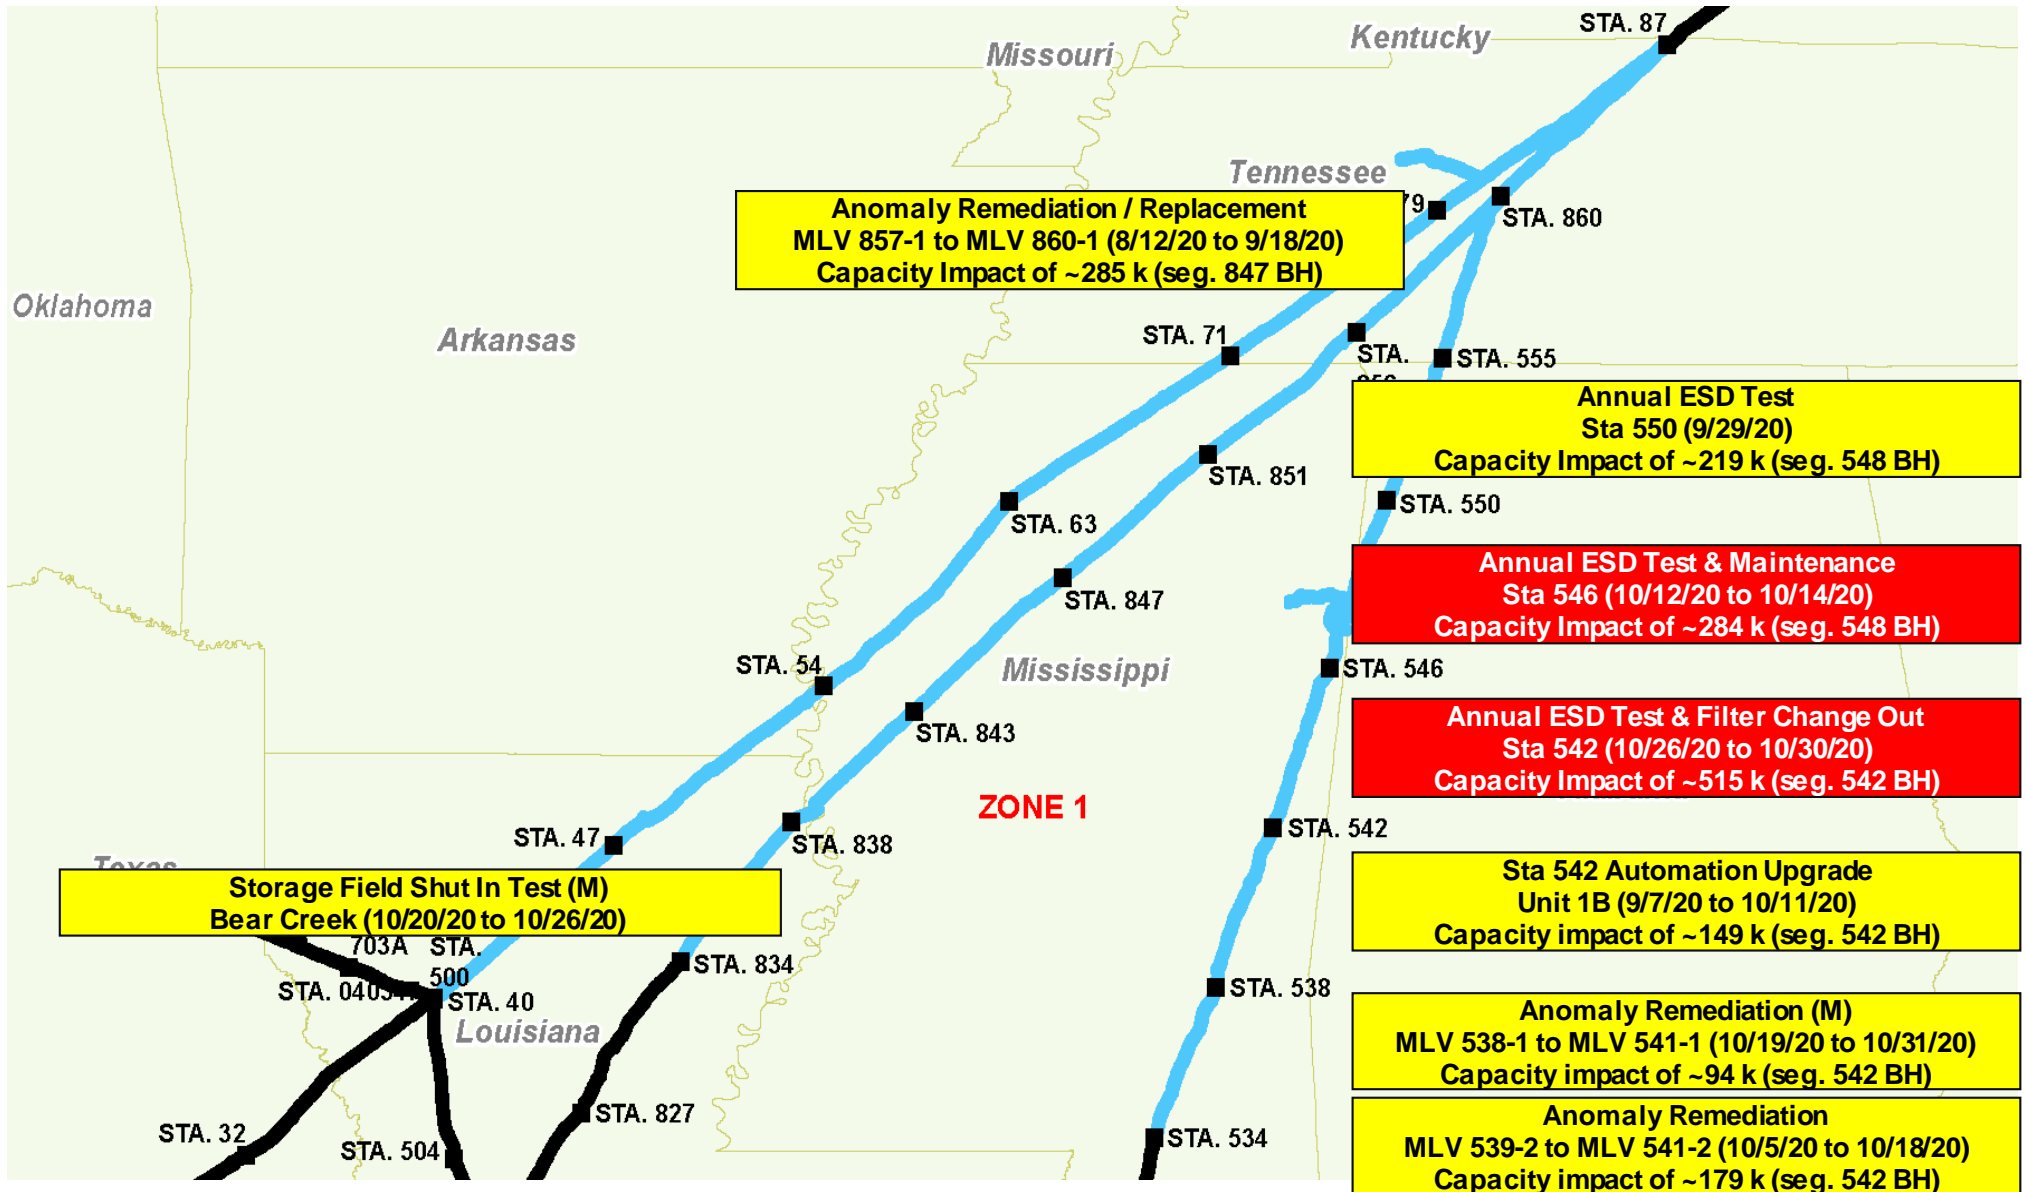 STA. 87
Kentucky
Missouri
Tennessee
Anomaly Remediation / Replacement
MLV 857-1 to MLV 860-1 (8/12/20 to 9/18/20)
Capacity Impact of ~285 k (seg. 847 BH)
79
STA. 860
Oklahoma
Arkansas
STA. 71
STA.
STA. 555
Annual ESD Test
Sta 550 (9/29/20)
Capacity Impact of ~219 k (seg. 548 BH)
STA. 851
STA. 63
STA. 550
Annual ESD Test & Maintenance
Sta 546 (10/12/20 to 10/14/20)
Capacity Impact of ~284 k (seg. 548 BH)
STA. 847
STA. 54
Mississippi
STA. 546
Annual ESD Test & Filter Change Out
Sta 542 (10/26/20 to 10/30/20)
Capacity Impact of ~515 k (seg. 542 BH)
STA. 843
ZONE 1
STA. 47
STA. 838
STA. 542
Texas
Storage Field Shut In Test (M)
Bear Creek (10/20/20 to 10/26/20)
Sta 542 Automation Upgrade
Unit 1B (9/7/20 to 10/11/20)
Capacity impact of ~149 k (seg. 542 BH)
703A
STA.
500
STA. 40
STA. 834
STA. 538
Louisiana
Anomaly Remediation (M)
MLV 538-1 to MLV 541-1 (10/19/20 to 10/31/20)
Capacity impact of ~94 k (seg. 542 BH)
STA. 827
STA. 32
STA. 504
STA. 534
Anomaly Remediation
MLV 539-2 to MLV 541-2 (10/5/20 to 10/18/20)
Capacity impact of ~179 k (seg. 542 BH)